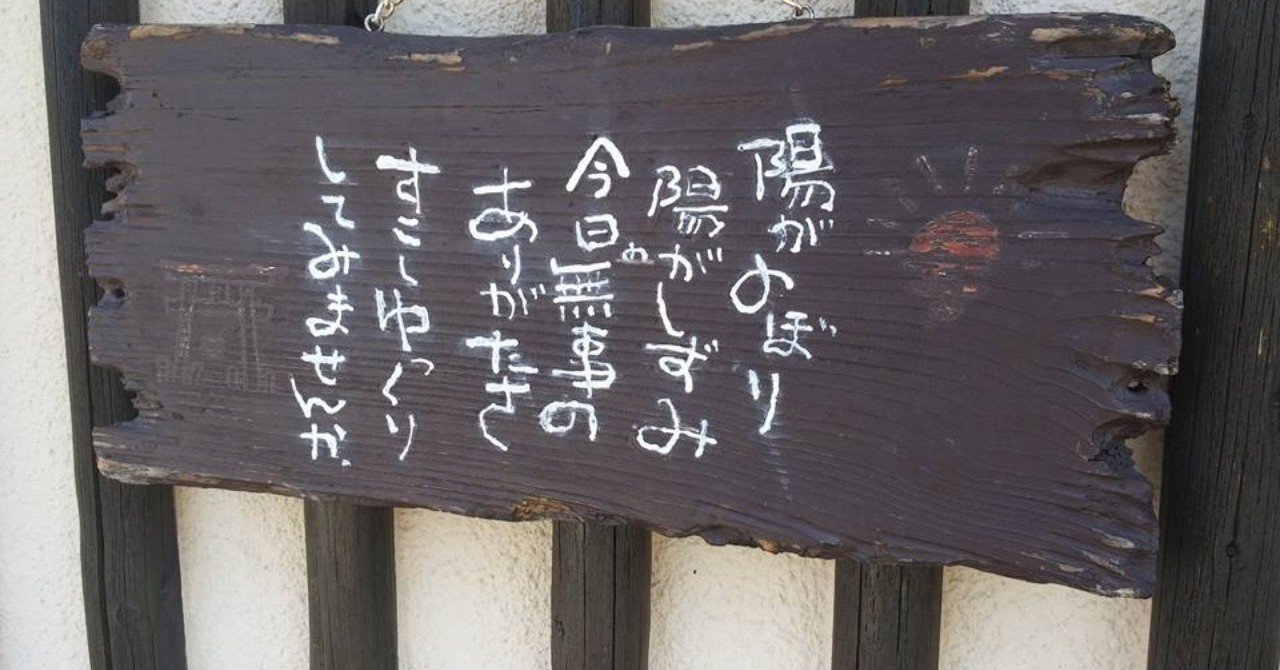 陽がのぼり
陽がしずみ
今日の無事の
ありがたさ
すこしゆっくり
してみませんか